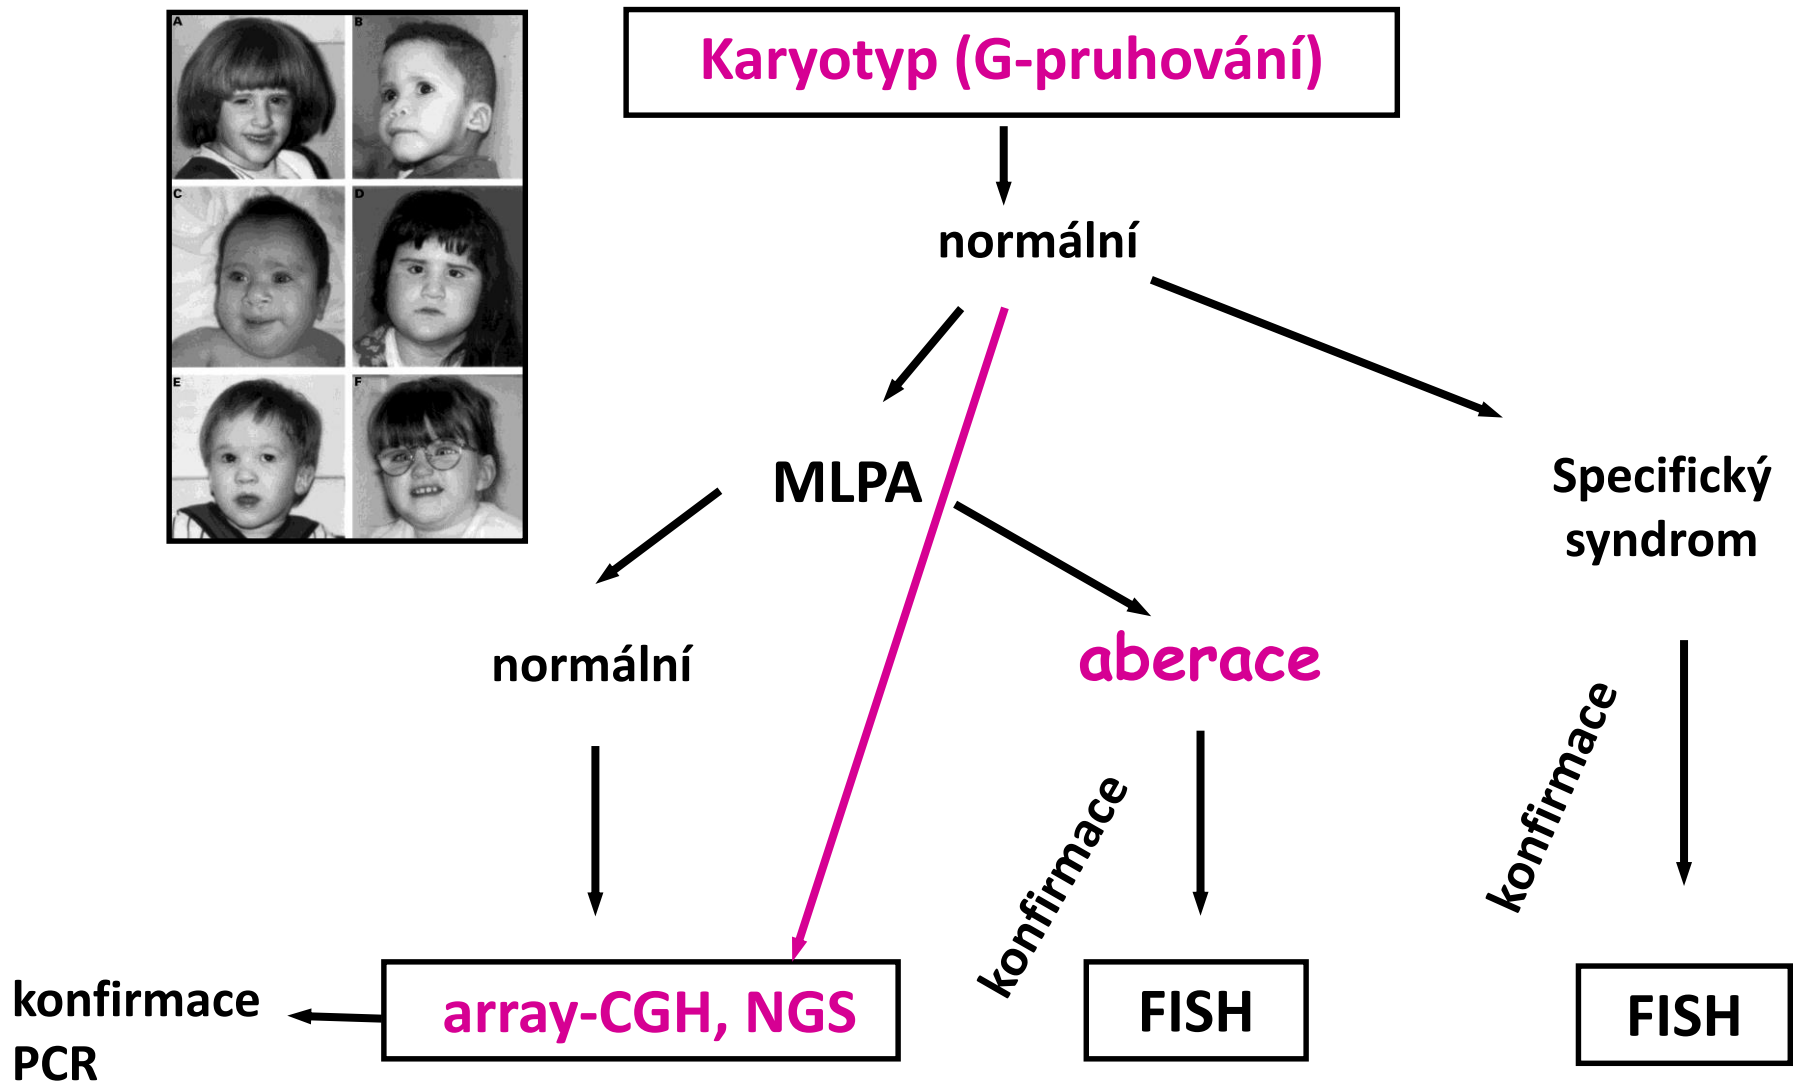 A
B
C
D
E
F
Karyotyp (G-pruhování)
normální
MLPA
Specifický
syndrom
normální
aberace
konfirmace
konfirmace
konfirmace
PCR
array-CGH, NGS
FISH
FISH